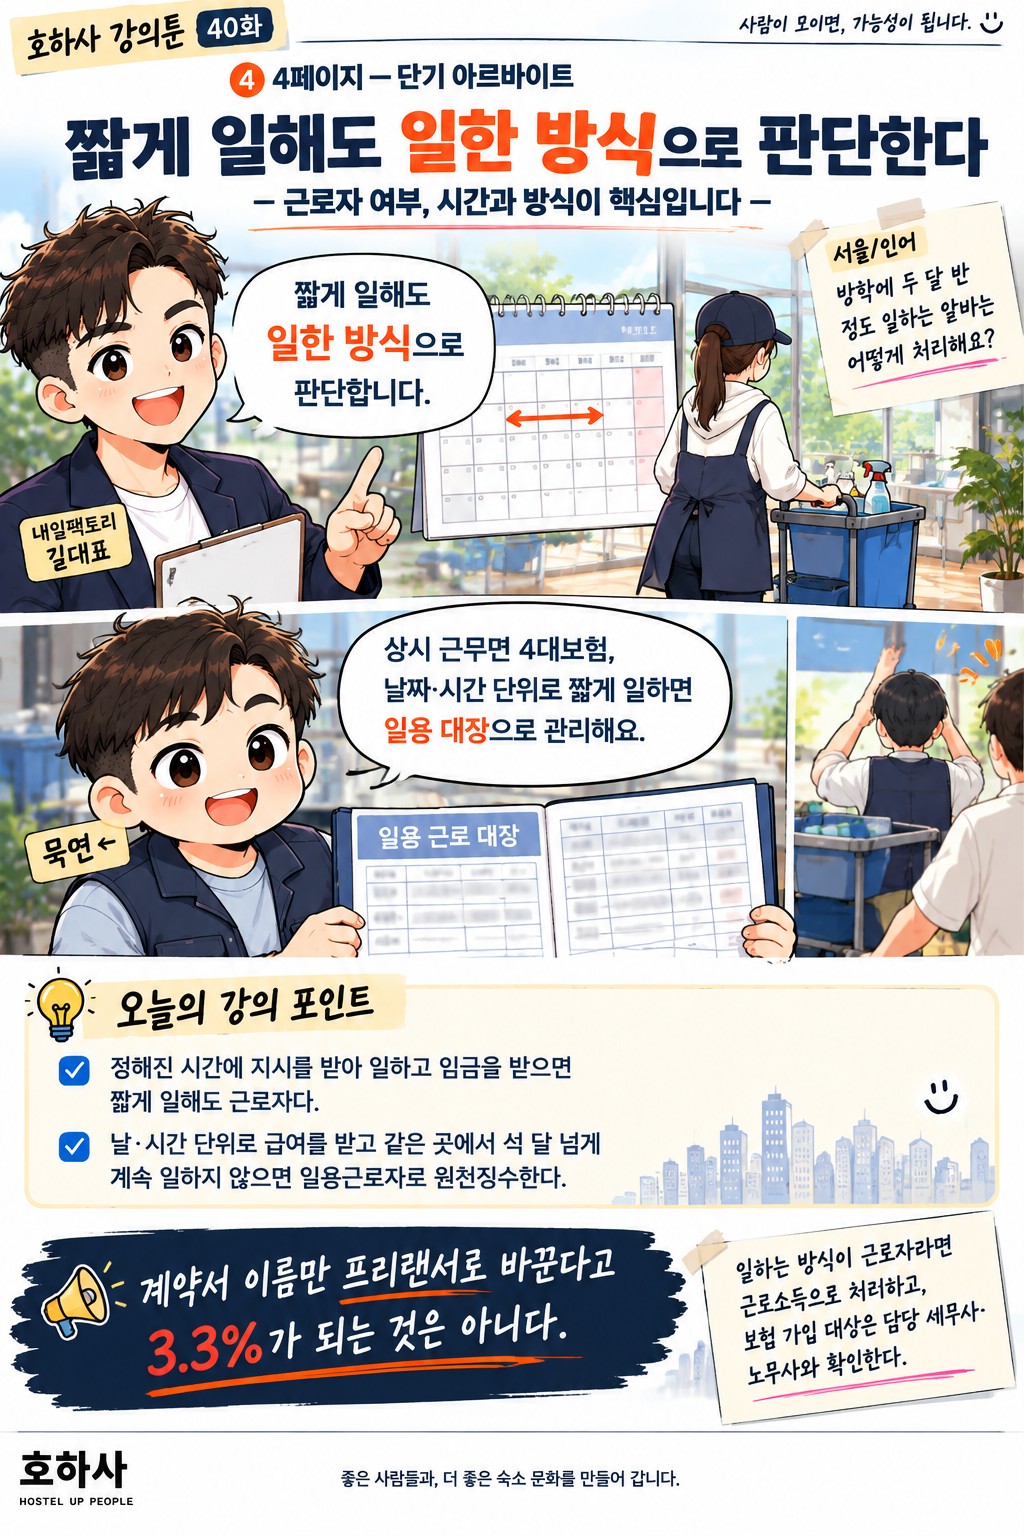 호하사 강의툰 40화
사람이 모이면, 가능성이 됩니다.
4 4페이지 — 단기 아르바이트
짧게 일해도 일한 방식으로 판단한다
– 근로자 여부, 시간과 방식이 핵심입니다 –
짧게 일해도
일한 방식으로
판단합니다.
서울/인어
방학에 두 달 반
정도 일하는 알바는
어떻게 처리해요?
내일팩토리
길대표
상시 근무면 4대보험,
날짜·시간 단위로 짧게 일하면
일용 대장으로 관리해요.
묵연←
일용 근로 대장
오늘의 강의 포인트
정해진 시간에 지시를 받아 일하고 임금을 받으면
짧게 일해도 근로자다.
날·시간 단위로 급여를 받고 같은 곳에서 석 달 넘게
계속 일하지 않으면 일용근로자로 원천징수한다.
계약서 이름만 프리랜서로 바꾼다고
3.3%가 되는 것은 아니다.
일하는 방식이 근로자라면
근로소득으로 처리하고,
보험 가입 대상은 담당 세무사·
노무사와 확인한다.
호하사
HOSTEL UP PEOPLE
좋은 사람들과, 더 좋은 숙소 문화를 만들어 갑니다.